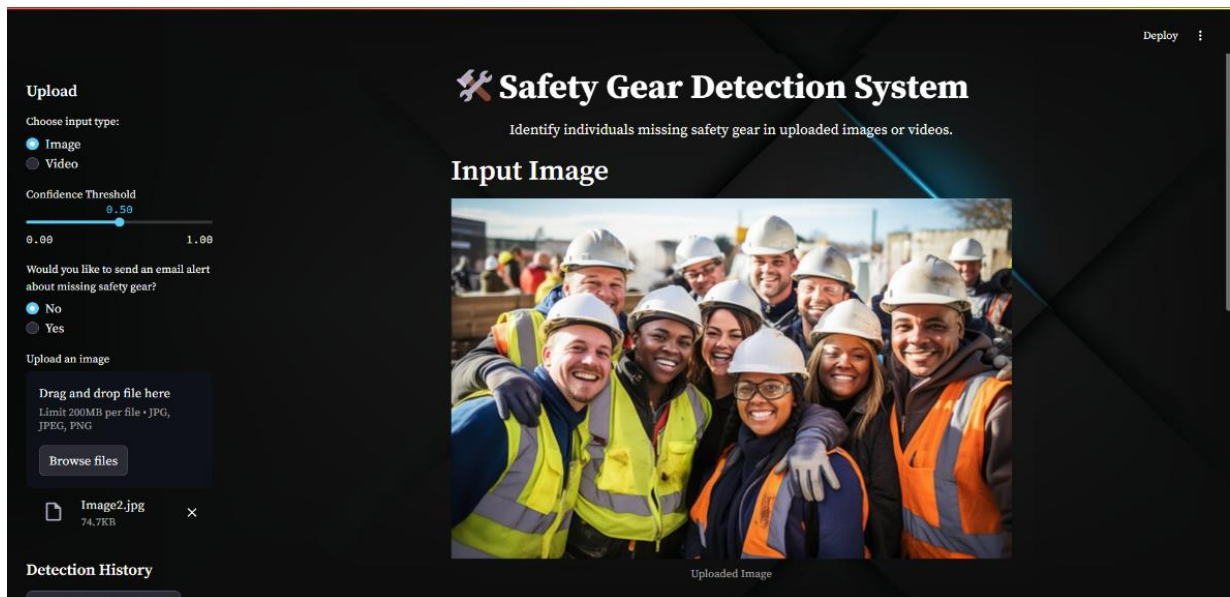 Deploy
Upload
Choose input type:
Image
Video
Confidence Threshold
0.50
0.00 1.00
Would you like to send an email alert
about missing safety gear?
No
Yes
Upload an image
Drag and drop file here
Limit 200MB per file • JPG,
JPEG, PNG
Browse files
Image2.jpg
74.7KB
Detection History
Safety Gear Detection System
Identify individuals missing safety gear in uploaded images or videos.
Input Image
Uploaded Image